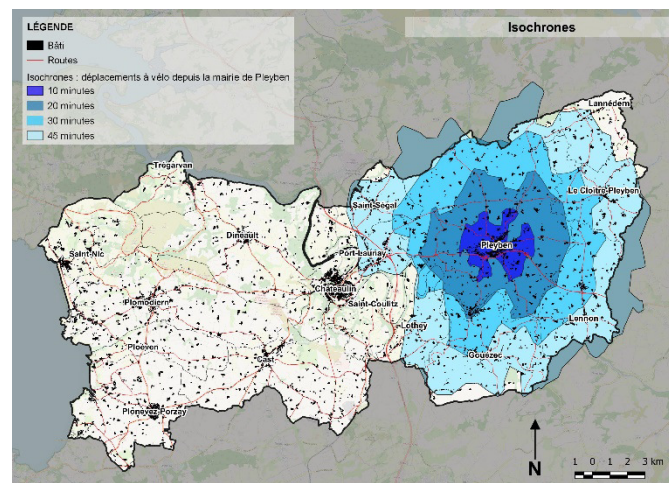 LÉGENDE
Bâti
Routes
Isochrones : déplacements à vélo depuis la mairie de Pleyben
10 minutes
20 minutes
30 minutes
45 minutes
Isochrones
Lannédern
Trégarvan
Le Cloître-Pleyben
Saint-Ségal
Dinéault
Pleyben
Saint-Nic
Port-Launay
Châteaulin
Plomodiern
Saint-Coulitz
Lennon
Lothey
Ploéven
Gouézec
Cast
Plonévez-Porzay
N
1 0 1 2 3 km